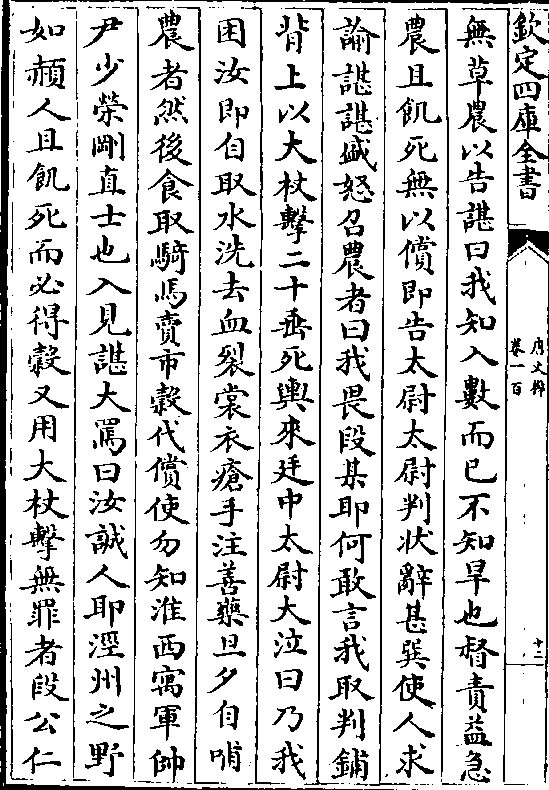 欽定四庫全書
唐文粹
卷一百
十二
無草農以告諶曰我知入數而已不知旱也督責益急
農且飢死無以償即告太尉太尉判状辭甚巽使人求
諭諶諶盛怒召農者曰我畏段某耶何敢言我取判鋪
背上以大杖擊二十垂死輿來廷中太尉大泣曰乃我
困汝即自取水洗去血裂裳衣瘡手注善藥旦夕自哺
農者然後食取騎馬賣市穀代償使勿知淮西寓軍帥
尹少榮剛直士也入見諶大罵曰汝誠人耶涇州之野
如頳人且飢死而必得穀又用大杖擊無罪者段公仁